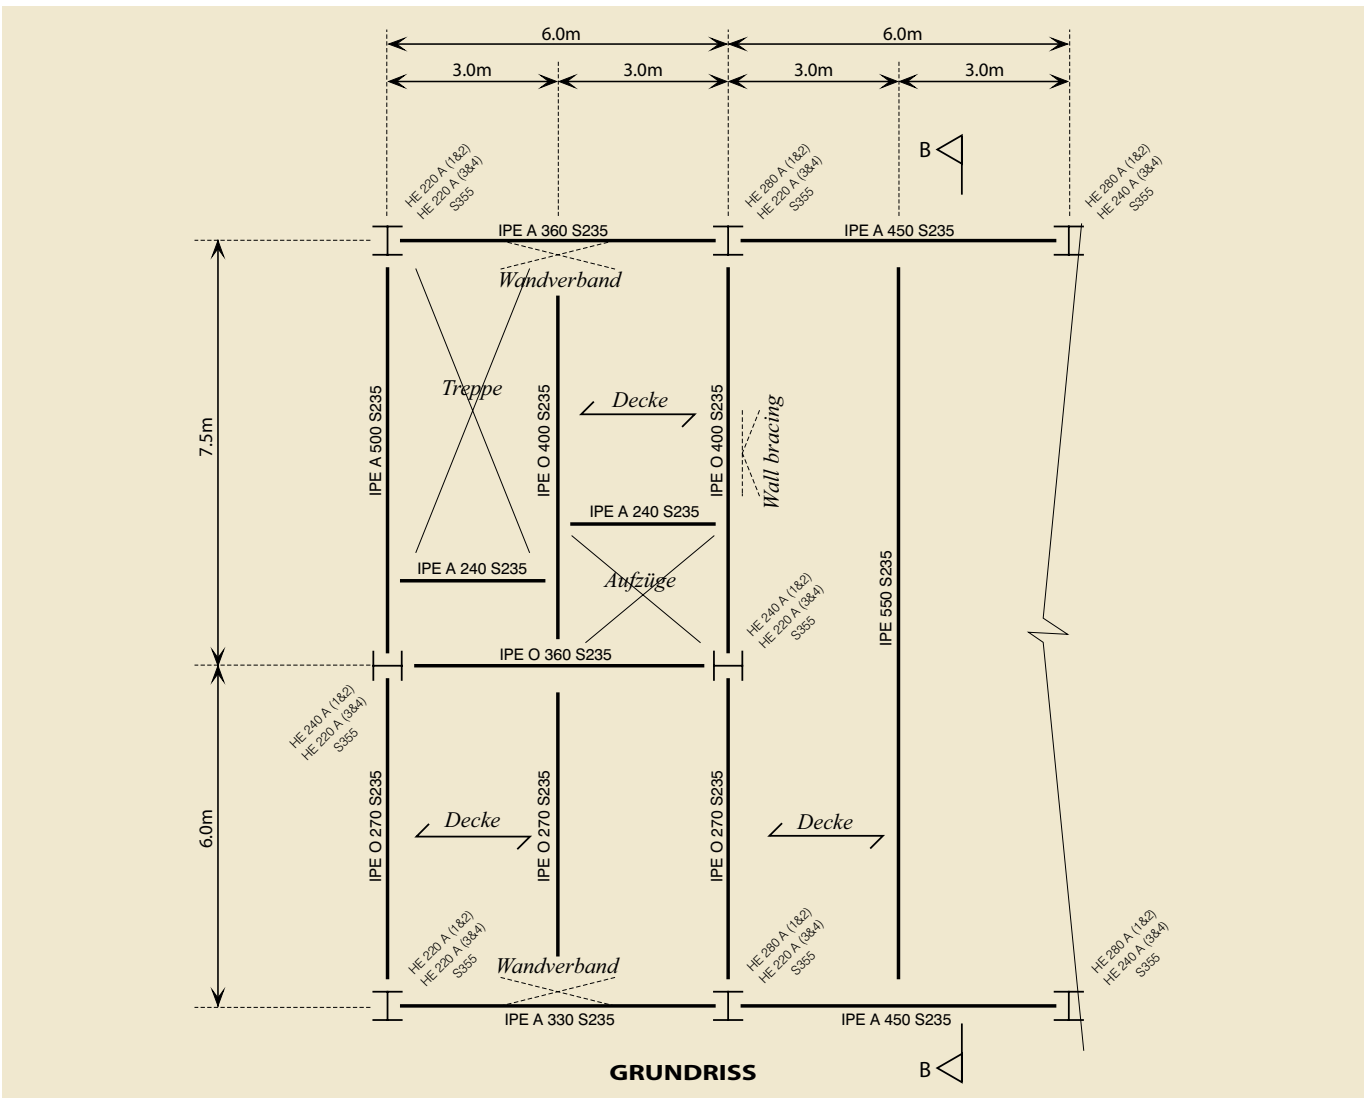 6.0m
6.0m
3.0m
3.0m
3.0m
3.0m
B
HE 220 A (1&2)
HE 220 A (3&4)
S355
HE 280 A (1&2)
HE 220 A (3&4)
S355
HE 280 A (1&2)
HE 240 A (3&4)
S355
IPE A 360 S235
IPE A 450 S235
Wandverband
7.5m
IPE A 500 S235
Treppe
IPE O 400 S235
Decke
IPE O 400 S235
Wall bracing
IPE A 240 S235
IPE A 240 S235
Aufzüge
IPE 550 S235
HE 240 A (1&2)
HE 220 A (3&4)
S355
IPE O 360 S235
HE 240 A (1&2)
HE 220 A (3&4)
S355
6.0m
IPE O 270 S235
Decke
IPE O 270 S235
IPE O 270 S235
Decke
HE 220 A (1&2)
HE 220 A (3&4)
S355
HE 280 A (1&2)
HE 220 A (3&4)
S355
HE 280 A (1&2)
HE 240 A (3&4)
S355
Wandverband
IPE A 330 S235
IPE A 450 S235
B
GRUNDRISS